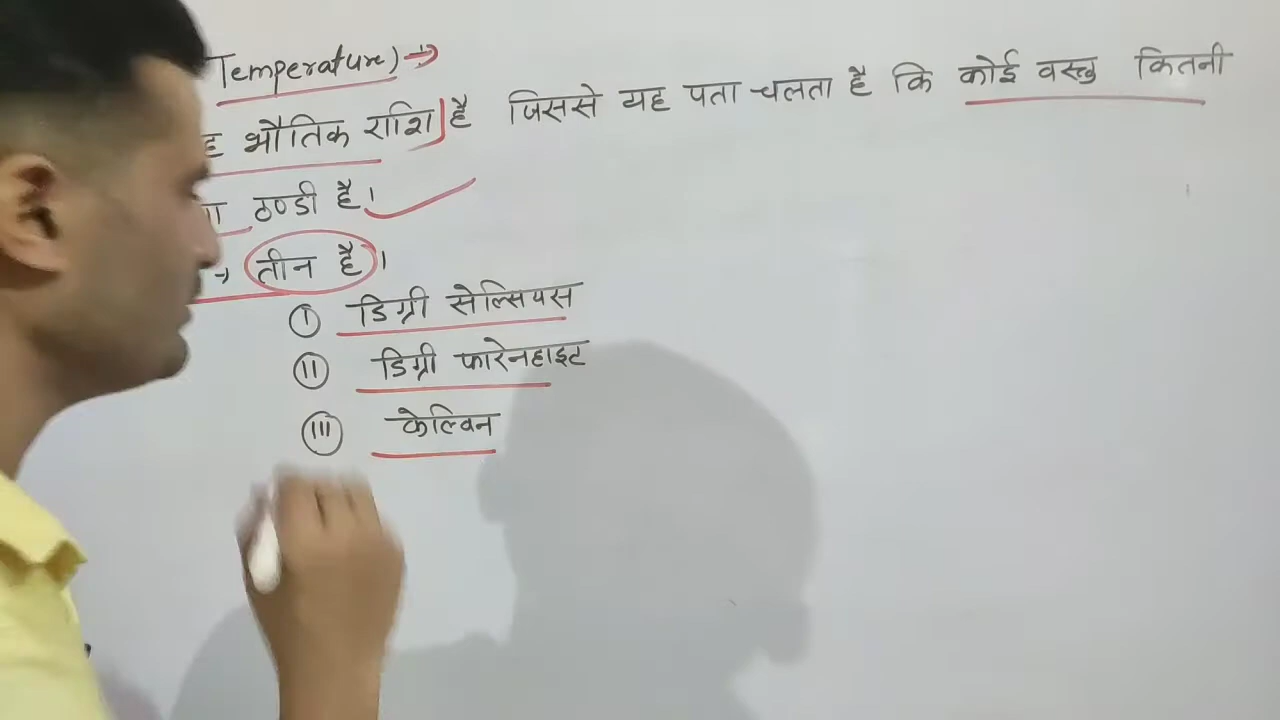 Temperature) →
भौतिक राशि है जिससे यह पता चलता है कि कोई वस्तु कितनी
ठण्डी है।
→ तीन है।
I डिग्री सेल्सियस
II डिग्री फारेनहाइट
III केल्विन